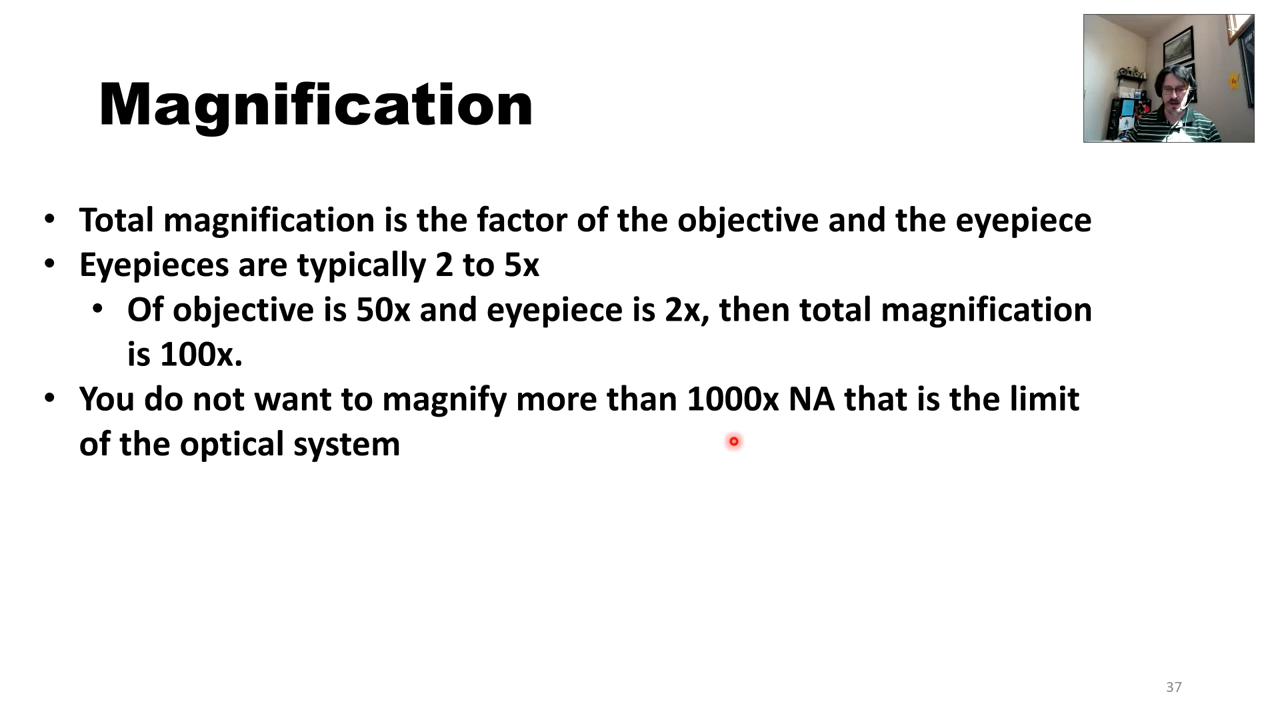 Magnification
• Total magnification is the factor of the objective and the eyepiece
• Eyepieces are typically 2 to 5x
• Of objective is 50x and eyepiece is 2x, then total magnification
is 100x.
• You do not want to magnify more than 1000x NA that is the limit
of the optical system
37